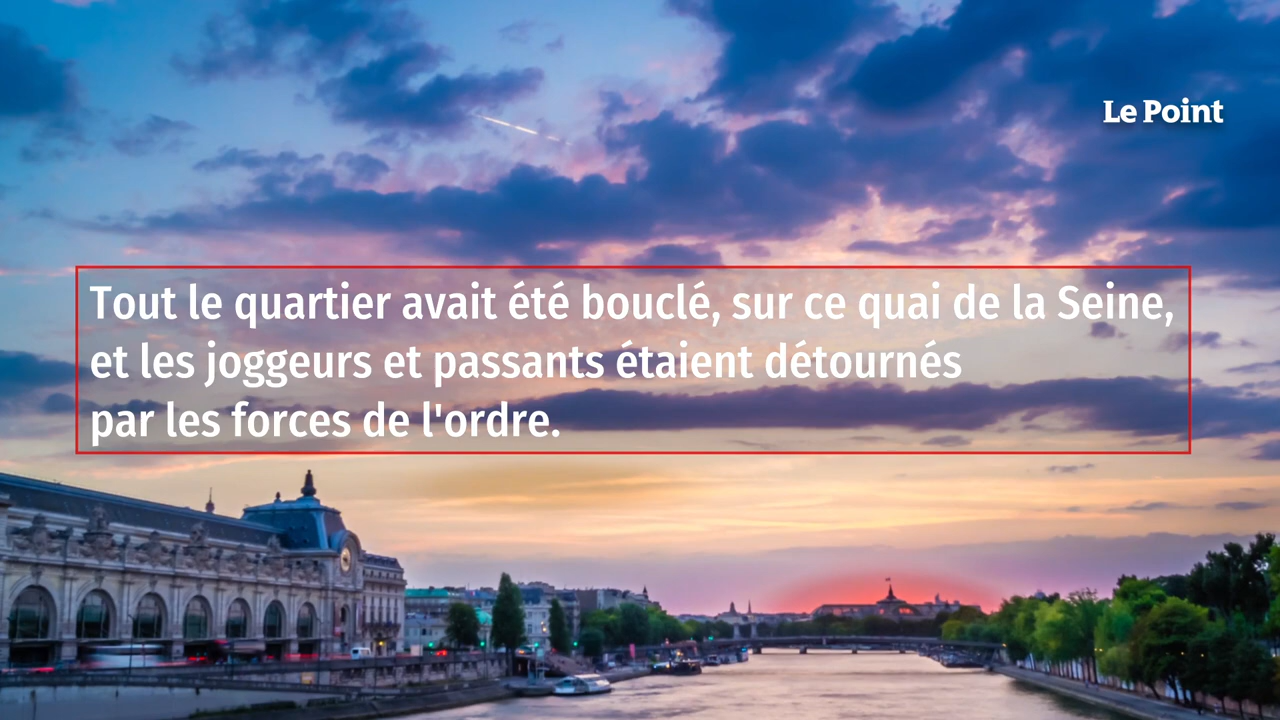 Le Point
Tout le quartier avait été bouclé, sur ce quai de la Seine,
et les joggeurs et passants étaient détournés
par les forces de l'ordre.